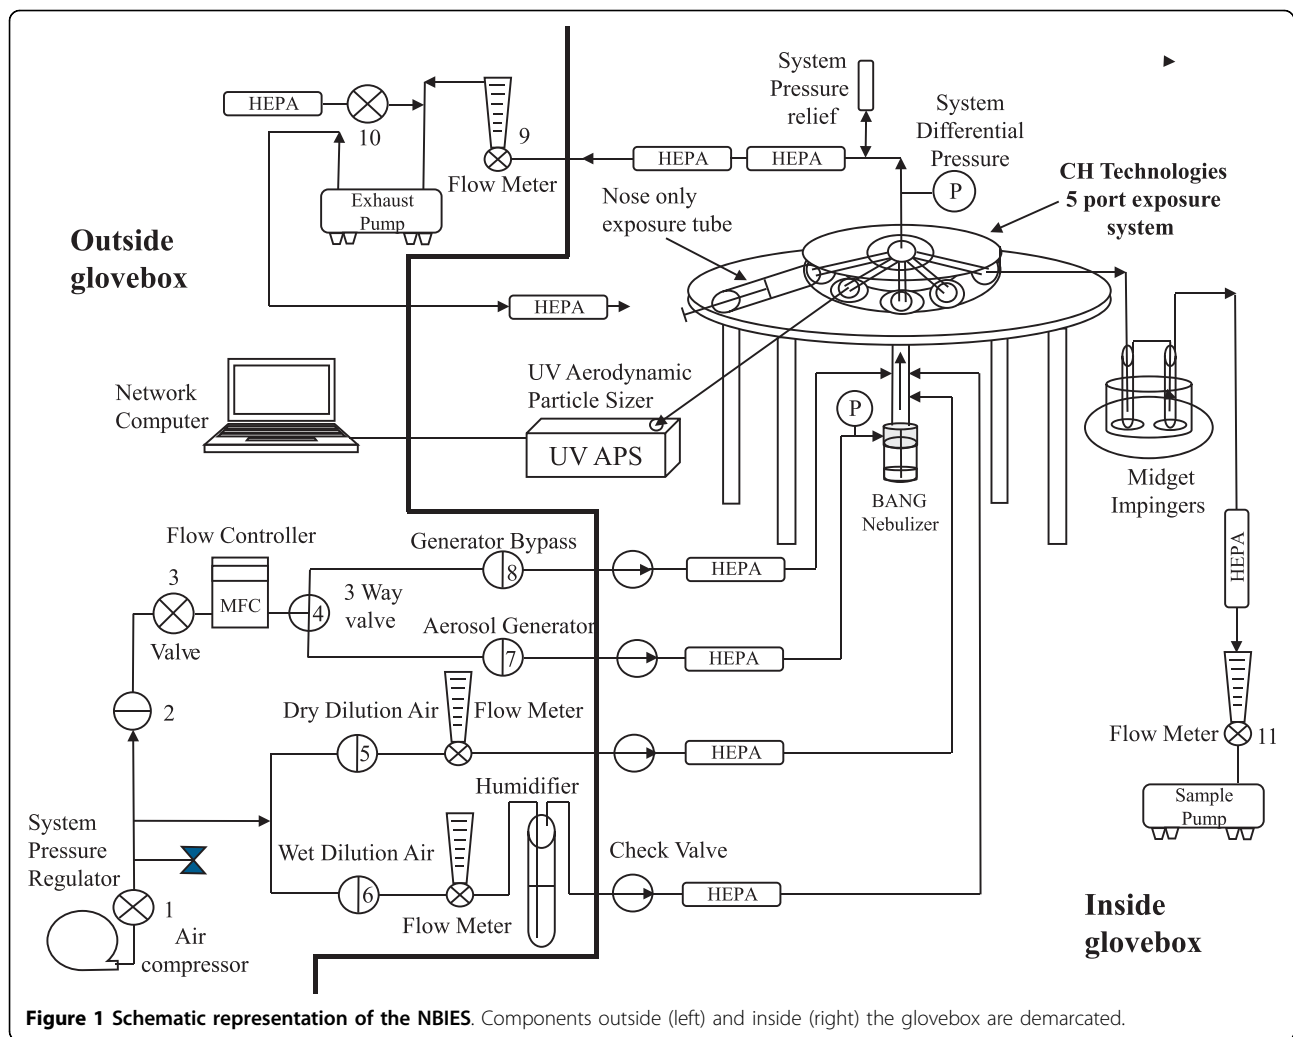 System
Pressure
relief
System
Differential
Pressure
HEPA
10
9
Flow Meter
HEPA
HEPA
P
CH Technologies
5 port exposure
system
Exhaust
Pump
Nose only
exposure tube
Outside
glovebox
HEPA
Network
Computer
UV Aerodynamic
Particle Sizer
UV APS
P
BANG
Nebulizer
Midget
Impingers
HEPA
Flow Controller
Generator Bypass
3
MFC
8
HEPA
4
3 Way
valve
Valve
Aerosol Generator
7
HEPA
2
Dry Dilution Air
Flow Meter
5
HEPA
Flow Meter
11
Humidifier
Sample
Pump
System
Pressure
Regulator
Wet Dilution Air
Check Valve
6
HEPA
1
Flow Meter
Air
compressor
Inside
glovebox
Figure 1 Schematic representation of the NBIES. Components outside (left) and inside (right) the glovebox are demarcated.